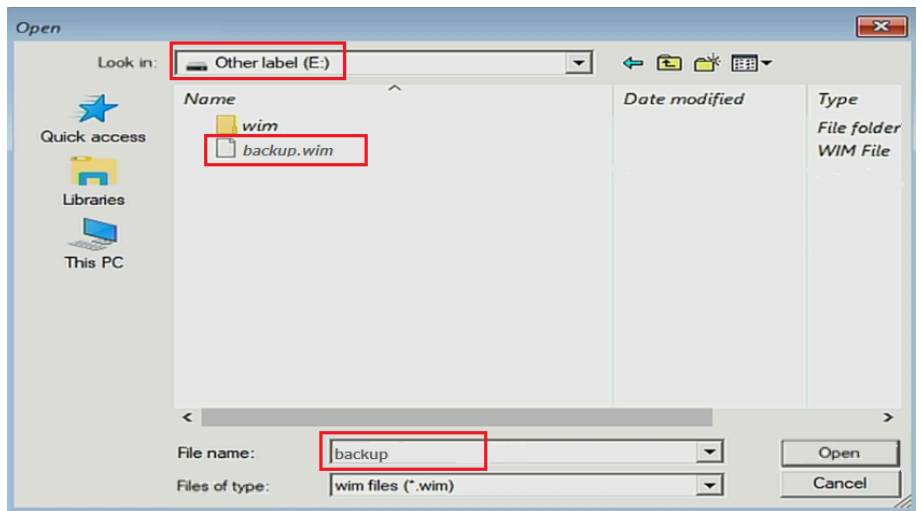 Open
Look in: Other label (E:)
Name Date modified Type
wim File folder
backup.wim WIM File
Quick access
Libraries
This PC
File name: backup Open
Files of type: wim files (*.wim) Cancel